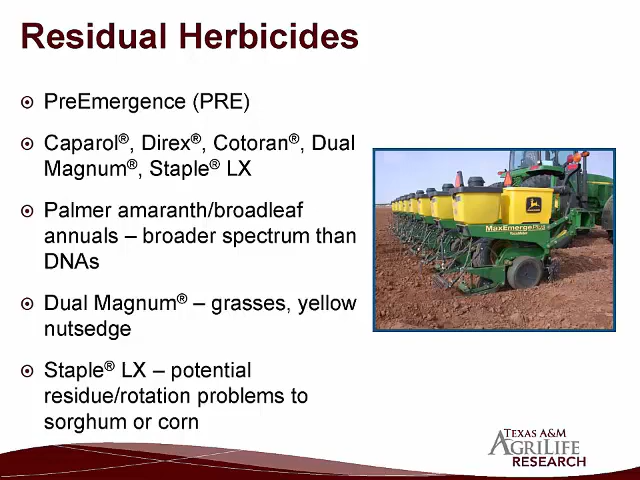 Residual Herbicides
PreEmergence (PRE)
Caparol®, Direx®, Cotoran®, Dual
Magnum®, Staple® LX
Palmer amaranth/broadleaf
annuals – broader spectrum than
DNAs
Dual Magnum® – grasses, yellow
nutsedge
Staple® LX – potential
residue/rotation problems to
sorghum or corn
MaxEmerge Plus
TEXAS A&M
AGRILIFE
RESEARCH